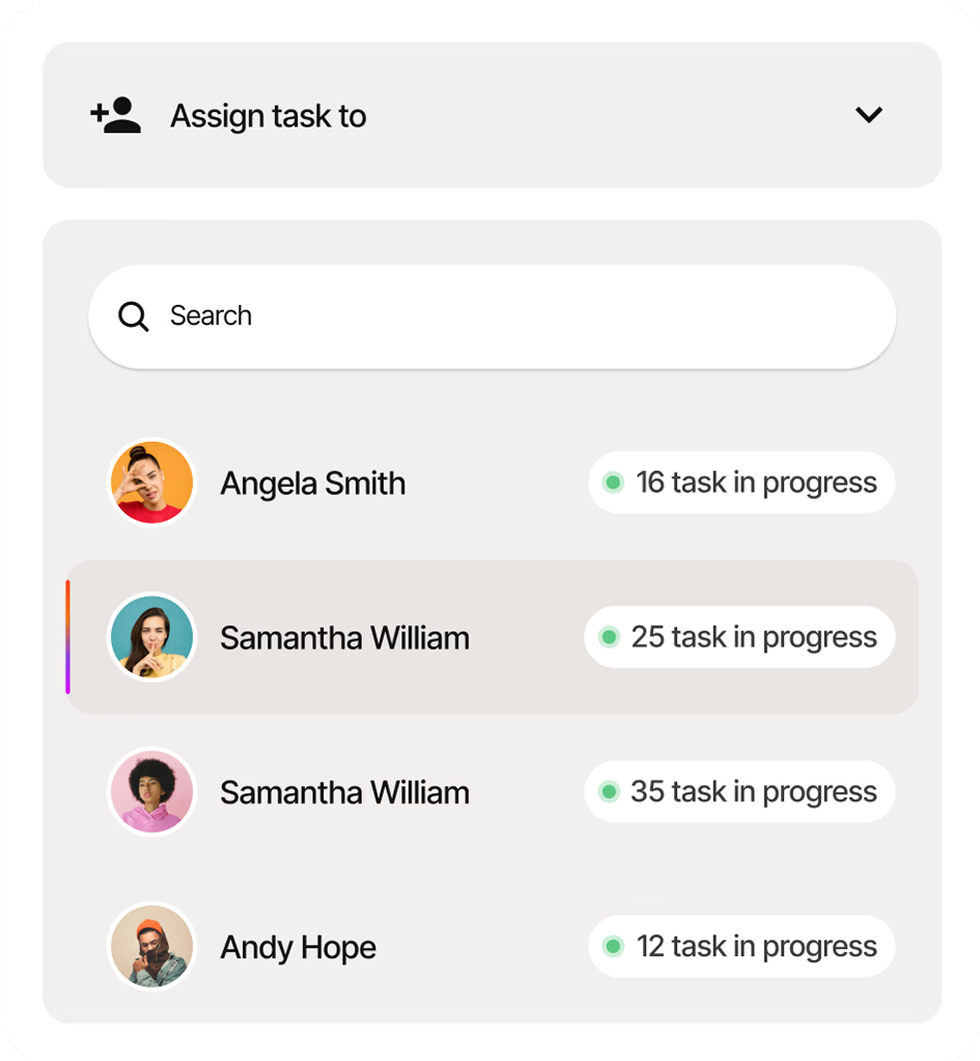 Assign task to
Search
Angela Smith 16 task in progress
Samantha William 25 task in progress
Samantha William 35 task in progress
Andy Hope 12 task in progress